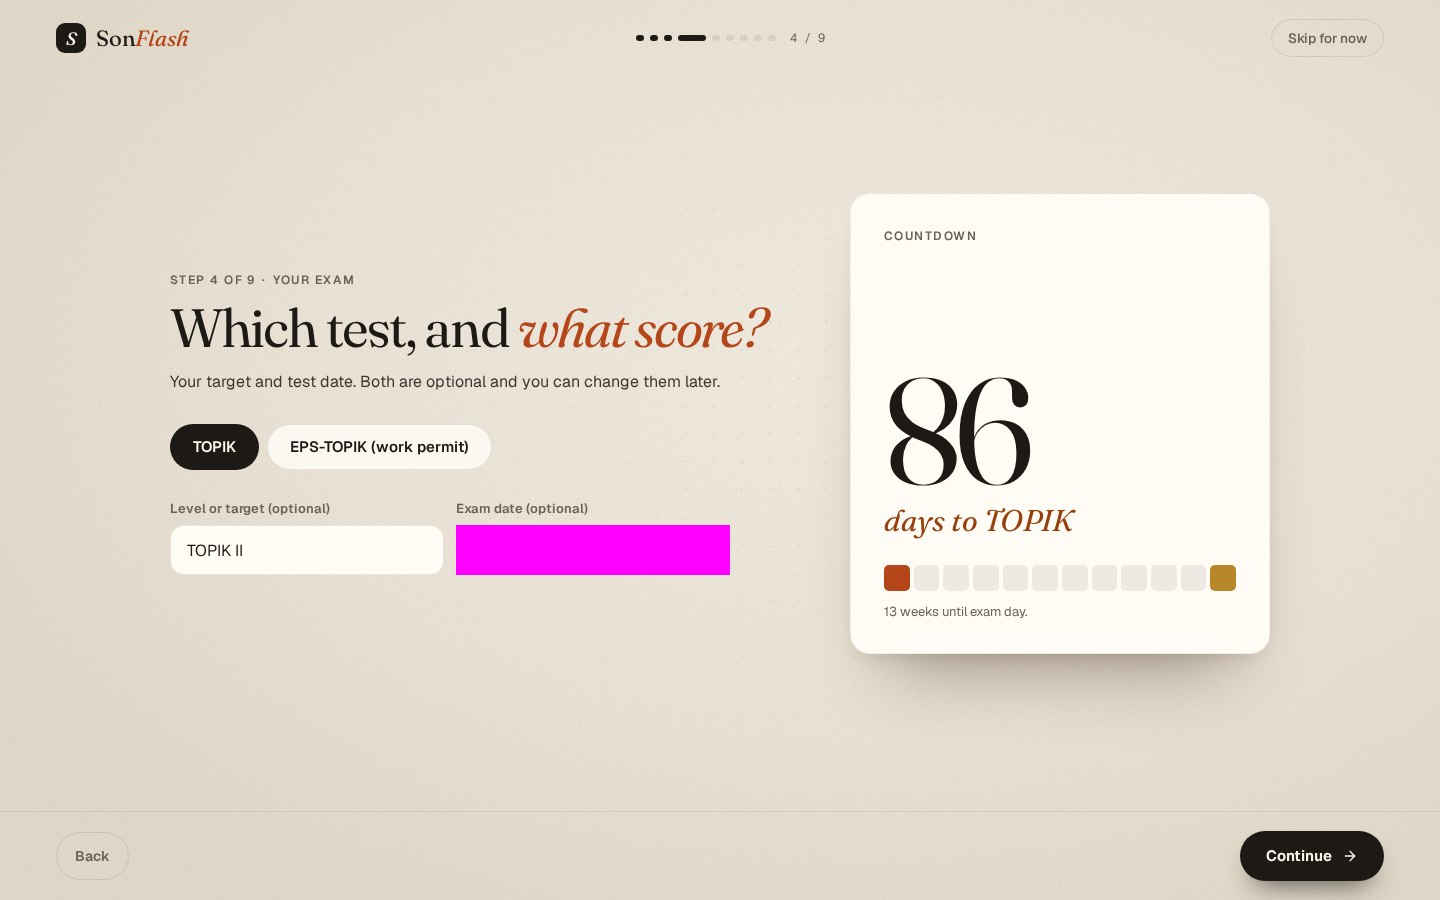 S SonFlash
4 / 9
Skip for now
STEP 4 OF 9 · YOUR EXAM
Which test, and what score?
Your target and test date. Both are optional and you can change them later.
TOPIK
EPS-TOPIK (work permit)
Level or target (optional)
Exam date (optional)
TOPIK II
COUNTDOWN
86
days to TOPIK
13 weeks until exam day.
Back
Continue →